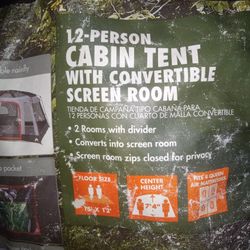 12-PERSON
CABIN TENT
WITH CONVERTIBLE
SCREEN ROOM
TIENDA DE CAMPAÑA TIPO CABAÑA PARA
12 PERSONAS CON CUARTO DE MALLA CONVERTIBLE
• 2 Rooms with divider
• Converts into screen room
• Screen room zips closed for privacy
rainfly
pocket
FLOOR SIZE
CENTER
HEIGHT
FITS 4 QUEEN
AIR MATTRESSES